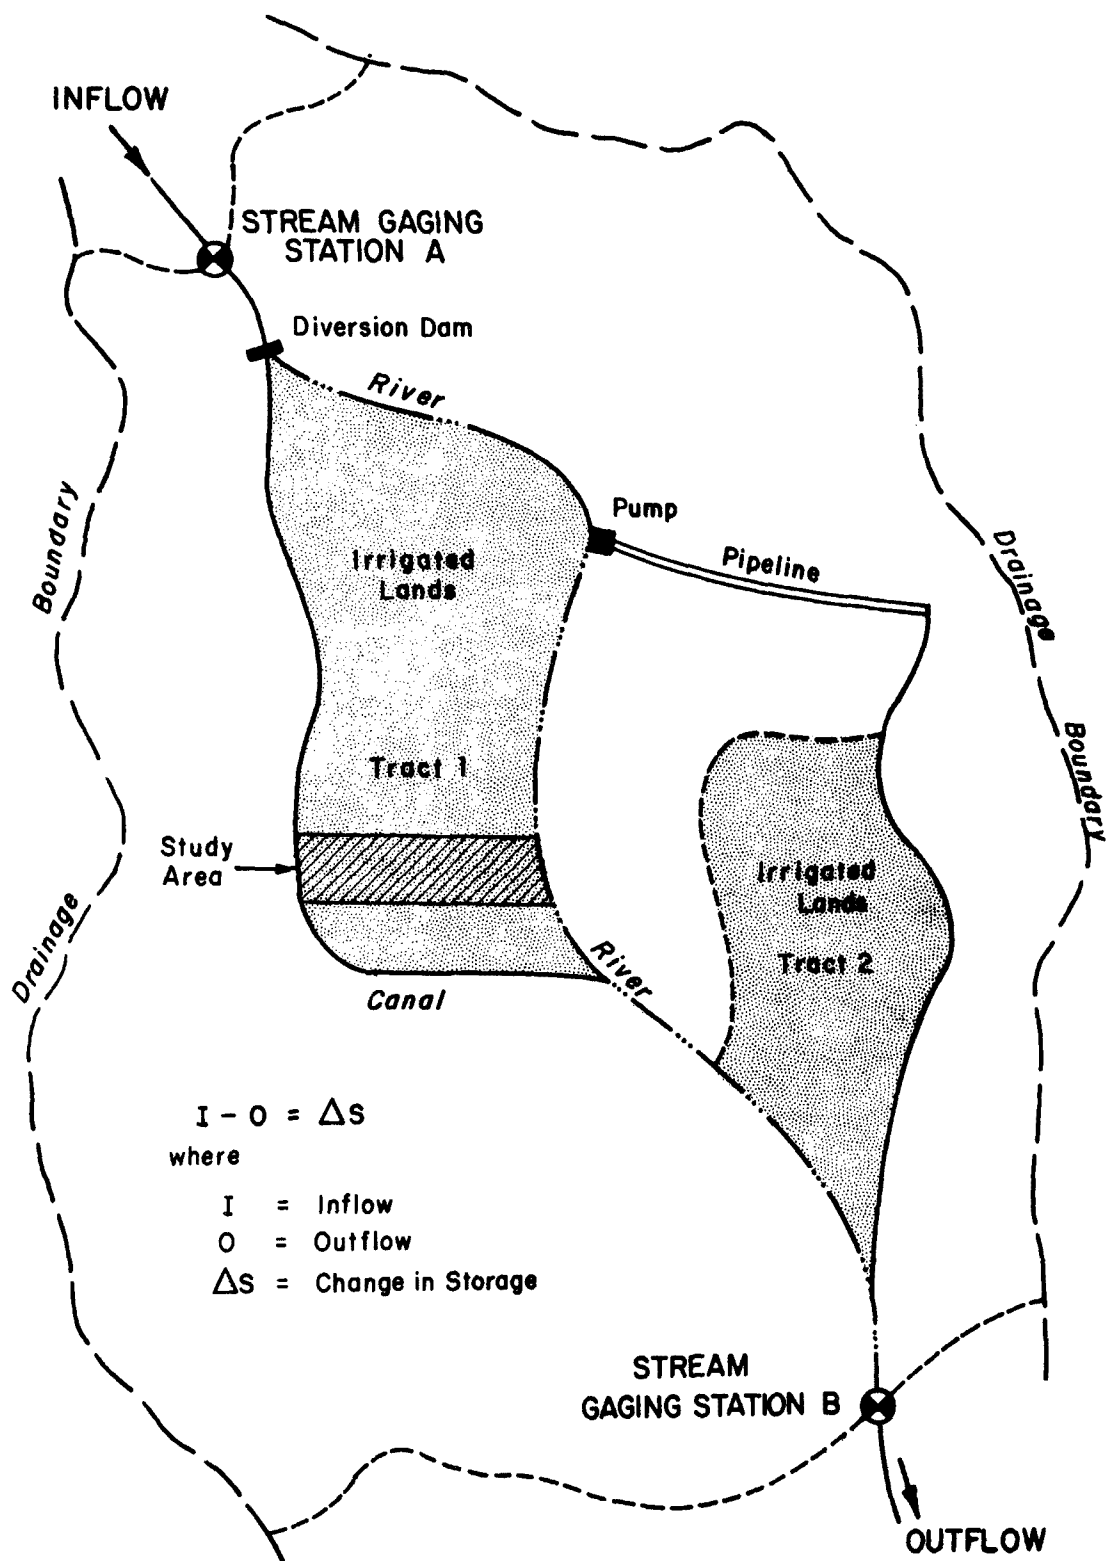 INFLOW
STREAM GAGING
STATION A
Diversion Dam
River
Pump
Pipeline
Irrigated
Lands
Drainage
Boundary
Boundary
Tract 1
Study
Area
Irrigated
Lands
Tract 2
Drainage
River
Canal
I - O = ΔS
where
I = Inflow
O = Outflow
ΔS = Change in Storage
STREAM
GAGING STATION B
OUTFLOW